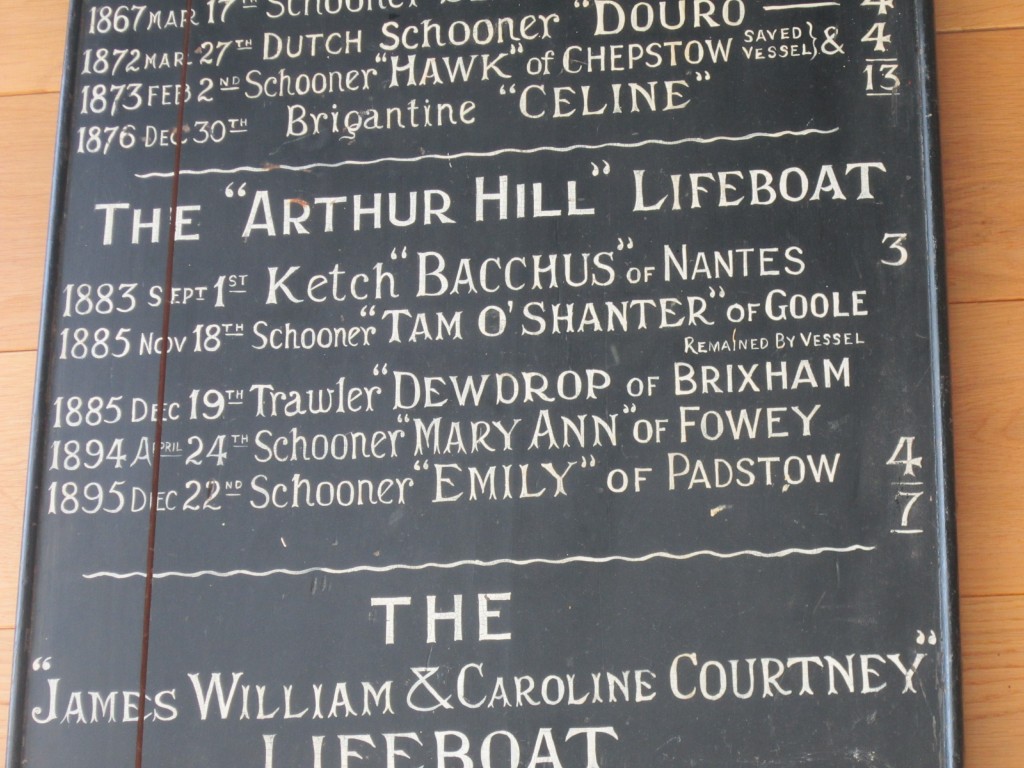 1867 MAR 17TH Schooner
1872 MAR 27TH DUTCH Schooner "DOURO — 4
1873 FEB 2ND Schooner "HAWK" of CHEPSTOW SAVED VESSEL } & 4
1876 DEC 30TH Brigantine "CELINE" 13
THE "ARTHUR HILL" LIFEBOAT
1883 SEPT 1ST Ketch "BACCHUS" OF NANTES 3
1885 NOV 18TH Schooner "TAM O'SHANTER" OF GOOLE
REMAINED BY VESSEL
1885 DEC 19TH Trawler "DEWDROP OF BRIXHAM
1894 APRIL 24TH Schooner "MARY ANN" OF FOWEY
1895 DEC 22ND Schooner "EMILY" OF PADSTOW 4
7
THE
"JAMES WILLIAM & CAROLINE COURTNEY"
LIFEBOAT